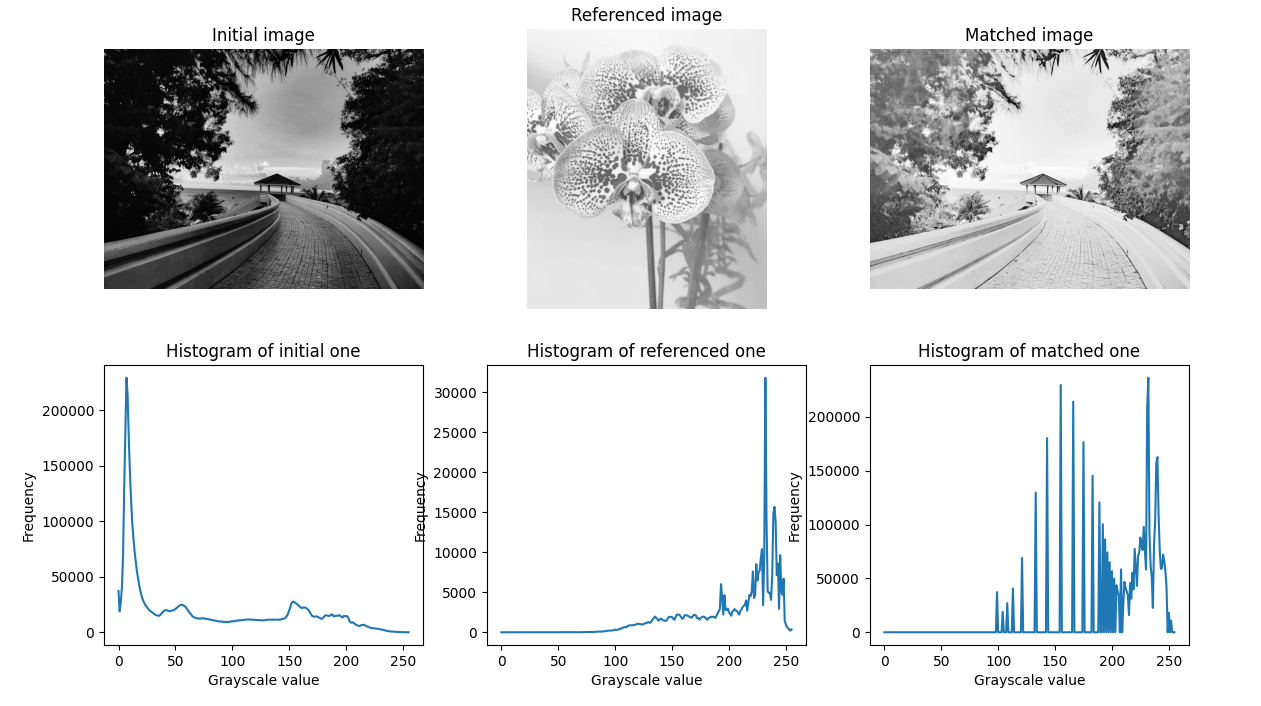 Initial image
Referenced image
Matched image
Histogram of initial one
Frequency
200000
150000
100000
50000
0
0 50 100 150 200 250
Grayscale value
Histogram of referenced one
Frequency
30000
25000
20000
15000
10000
5000
0
0 50 100 150 200 250
Grayscale value
Histogram of matched one
Frequency
200000
150000
100000
50000
0
0 50 100 150 200 250
Grayscale value